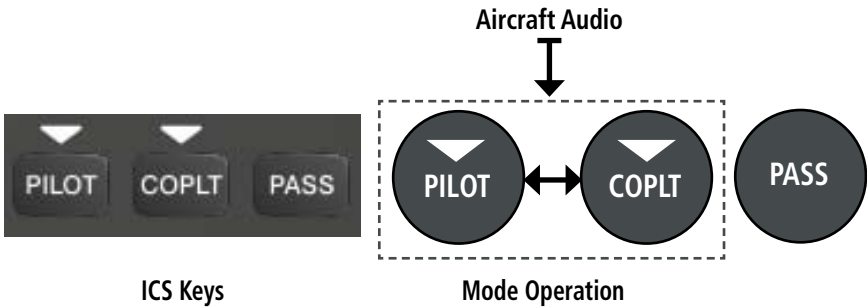 Aircraft Audio
PILOT COPLT PASS
PILOT COPLT PASS
ICS Keys
Mode Operation